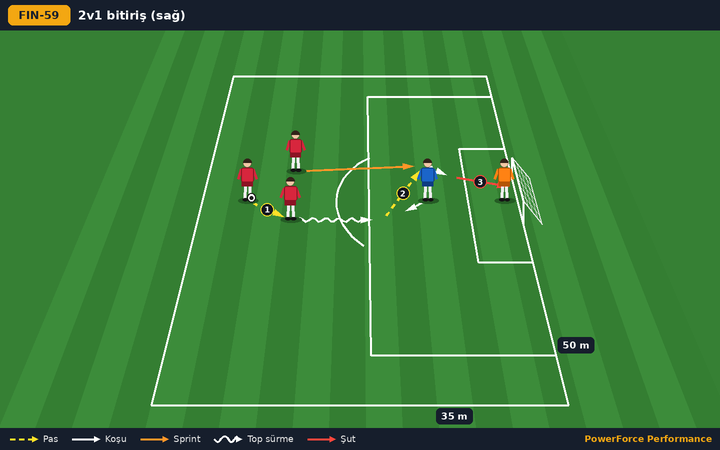 FIN-59 2v1 bitiriş (sağ)
1
2
3
50 m
35 m
Pas Koşu Sprint Top sürme Şut PowerForce Performance